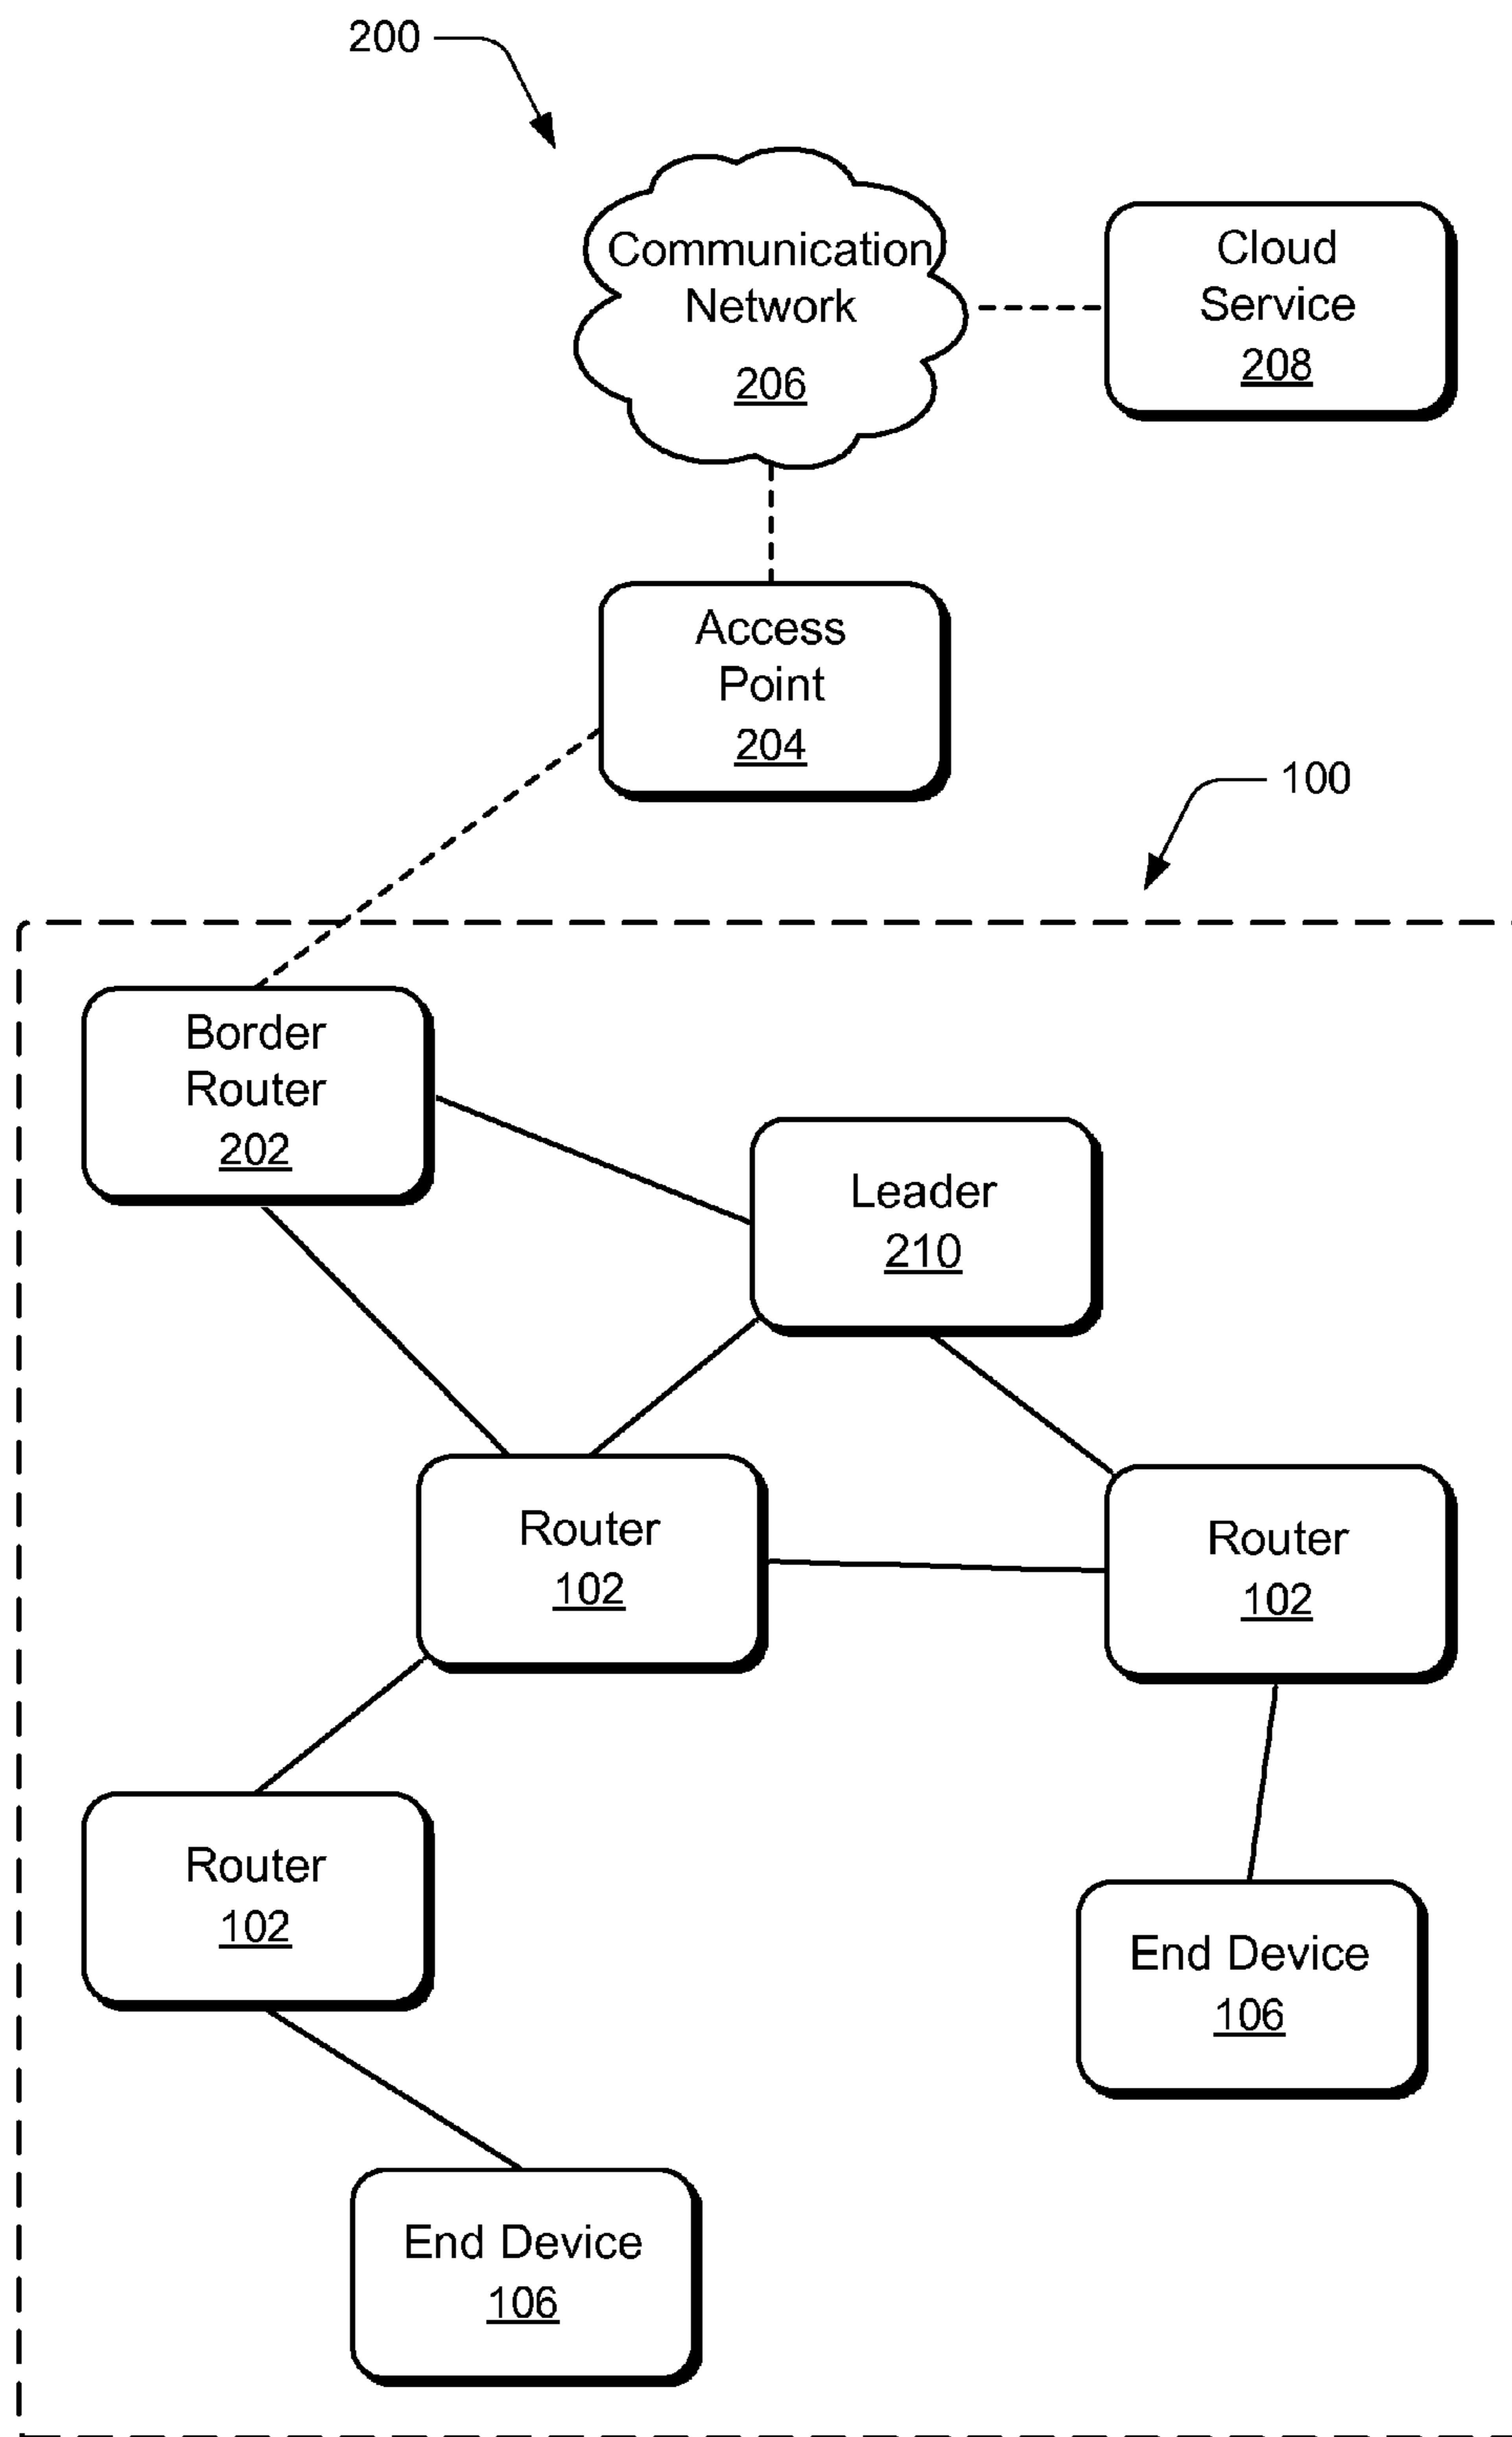 200
Communication
Network
206
Cloud
Service
208
Access
Point
204
100
Border
Router
202
Leader
210
Router
102
Router
102
Router
102
End Device
106
End Device
106